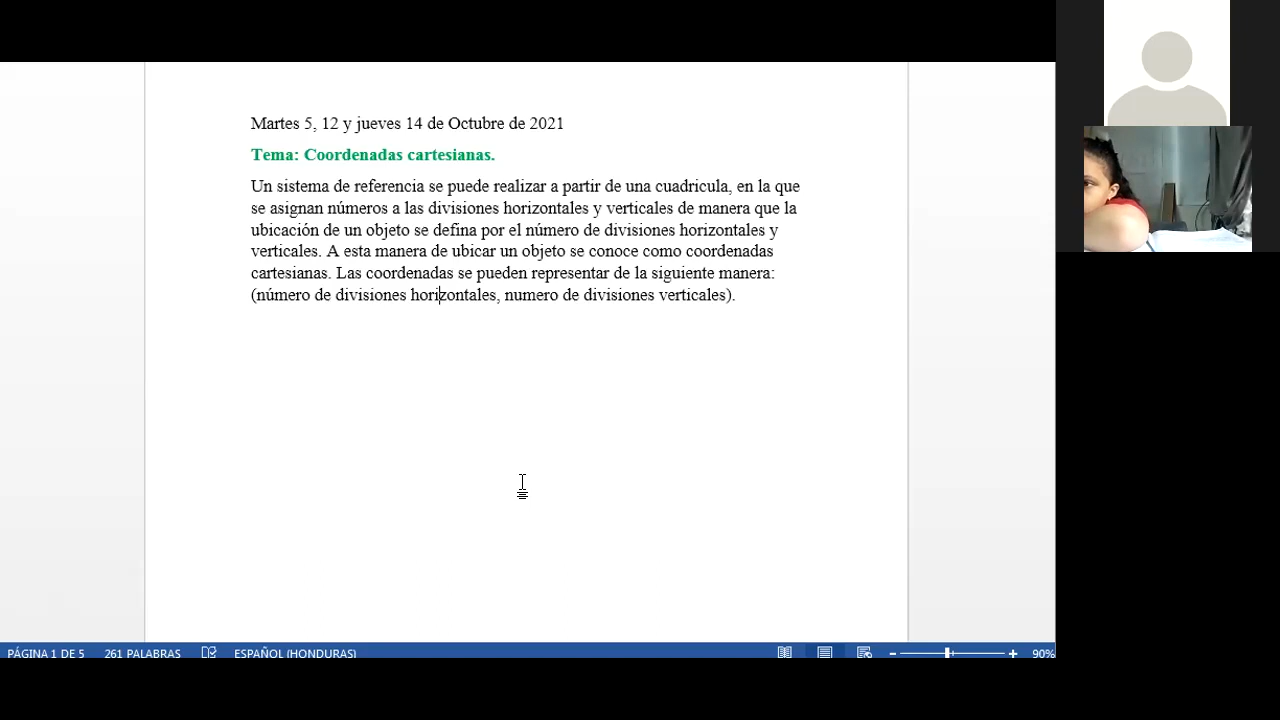 Martes 5, 12 y jueves 14 de Octubre de 2021
Tema: Coordenadas cartesianas.
Un sistema de referencia se puede realizar a partir de una cuadricula, en la que
se asignan números a las divisiones horizontales y verticales de manera que la
ubicación de un objeto se defina por el número de divisiones horizontales y
verticales. A esta manera de ubicar un objeto se conoce como coordenadas
cartesianas. Las coordenadas se pueden representar de la siguiente manera:
(número de divisiones horizontales, numero de divisiones verticales).
PÁGINA 1 DE 5 261 PALABRAS ESPAÑOL (HONDURAS) 90%